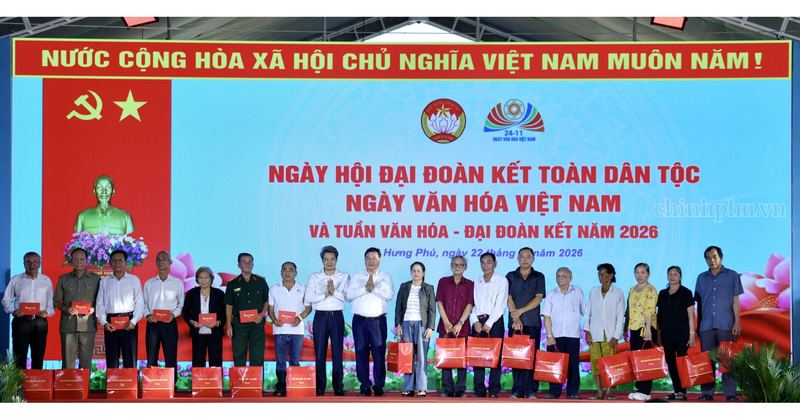 NƯỚC CỘNG HÒA XÃ HỘI CHỦ NGHĨA VIỆT NAM MUÔN NĂM !
24-11
NGÀY VĂN HÓA VIỆT NAM
NGÀY HỘI ĐẠI ĐOÀN KẾT TOÀN DÂN TỘC
NGÀY VĂN HÓA VIỆT NAM
chinhphu.vn
VÀ TUẦN VĂN HÓA - ĐẠI ĐOÀN KẾT NĂM 2026
Hưng Phú, ngày 22 tháng 2026